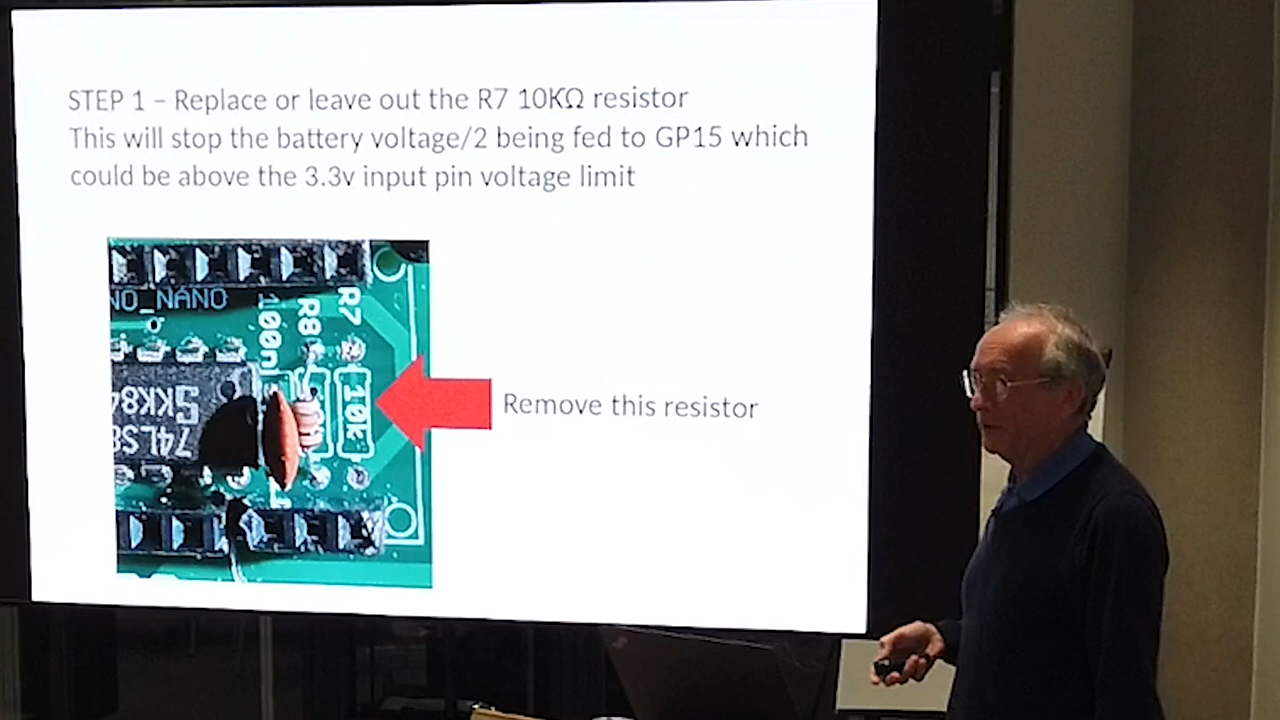 STEP 1 – Replace or leave out the R7 10KΩ resistor
This will stop the battery voltage/2 being fed to GP15 which
could be above the 3.3v input pin voltage limit
NO_NANO
100n
R8
R7
10k
SK84
74LS8
Remove this resistor